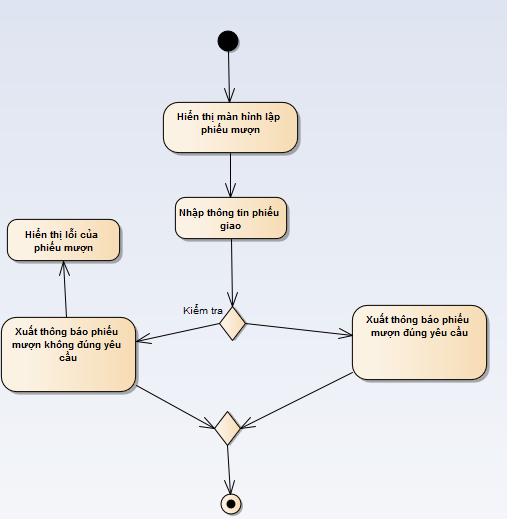 Hiển thị màn hình lập
phiếu mượn
Nhập thông tin phiếu
giao
Hiển thị lỗi của
phiếu mượn
Kiểm tra
Xuất thông báo phiếu
mượn không đúng yêu
cầu
Xuất thông báo phiếu
mượn đúng yêu cầu